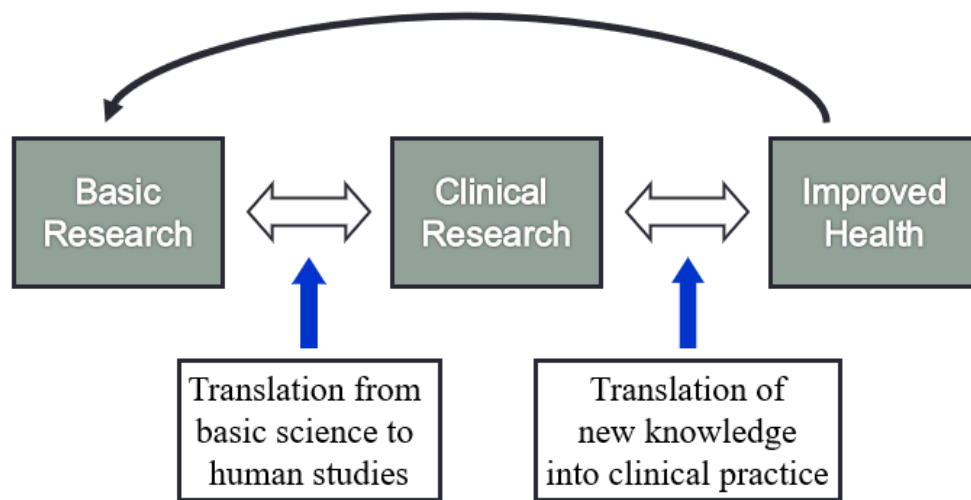 Basic
Research
Clinical
Research
Improved
Health
Translation from
basic science to
human studies
Translation of
new knowledge
into clinical practice